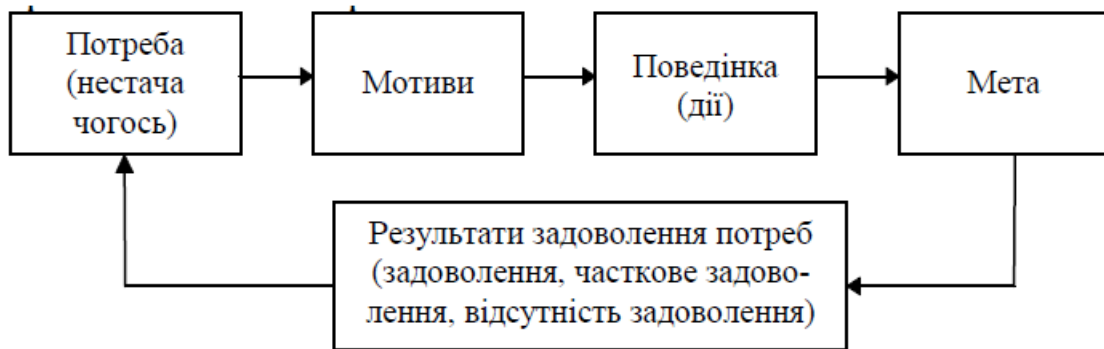 Потреба
(нестача
чогось)
Мотиви
Поведінка
(дії)
Мета
Результати задоволення потреб
(задоволення, часткове задово-
лення, відсутність задоволення)